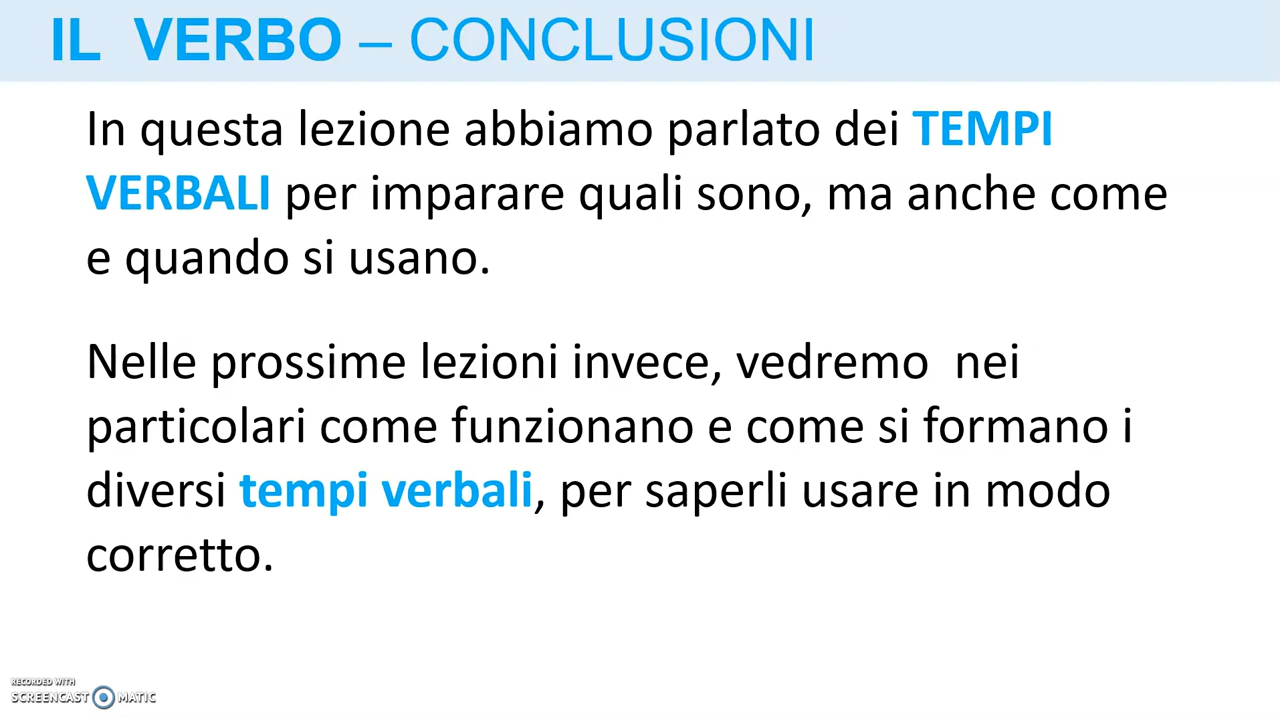 IL VERBO – CONCLUSIONI
In questa lezione abbiamo parlato dei TEMPI
VERBALI per imparare quali sono, ma anche come
e quando si usano.
Nelle prossime lezioni invece, vedremo nei
particolari come funzionano e come si formano i
diversi tempi verbali, per saperli usare in modo
corretto.
RECORDED WITH
SCREENCAST MATIC